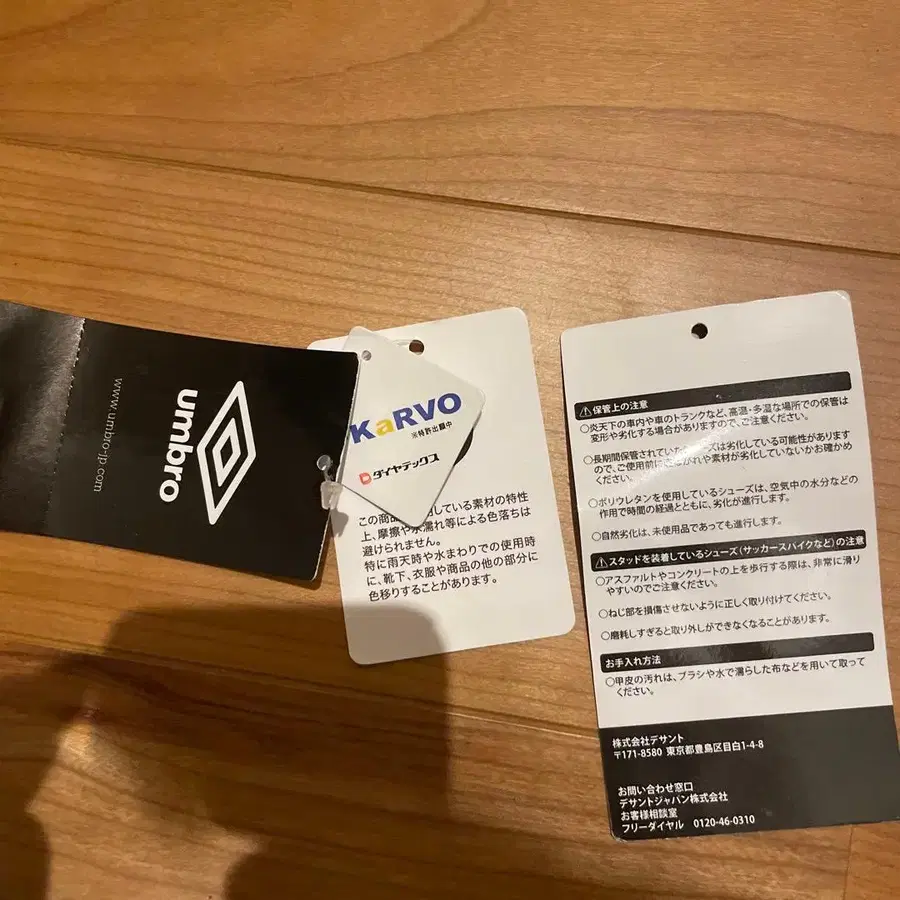 www.umbro-jp.com
umbro
KaRVO
※特許出願中
ダイヤテックス
この商品 している素材の特性
上、摩擦や水濡れ等による色落ちは
避けられません。
特に雨天時や水まわりでの使用時
に、靴下、衣服や商品の他の部分に
色移りすることがあります。
保管上の注意
○炎天下の車内や車のトランクなど、高温・多湿な場所での保管は
変形や劣化する場合がありますので、ご注意ください。
○長期間保管されていた ズは劣化している可能性があります
ので、ご使用前に がれや素材が劣化していないかお確かめ
ください。
○ポリウレタンを使用しているシューズは、空気中の水分などの
作用で時間の経過とともに、劣化が進行します。
○自然劣化は、未使用品であっても進行します。
スタッドを装着しているシューズ(サッカースパイクなど)の注意
○アスファルトやコンクリートの上を歩行する際は、非常に滑り
やすいのでご注意ください。
○ねじ部を損傷させないように正しく取り付けてください。
○磨耗しすぎると取り外しができなくなることがあります。
お手入れ方法
○甲皮の汚れは、ブラシや水で濡らした布などを用いて取って
ください。
株式会社デサント
〒171-8580 東京都豊島区目白1-4-8
お問い合わせ窓口
デサントジャパン株式会社
お客様相談室
フリーダイヤル 0120-46-0310